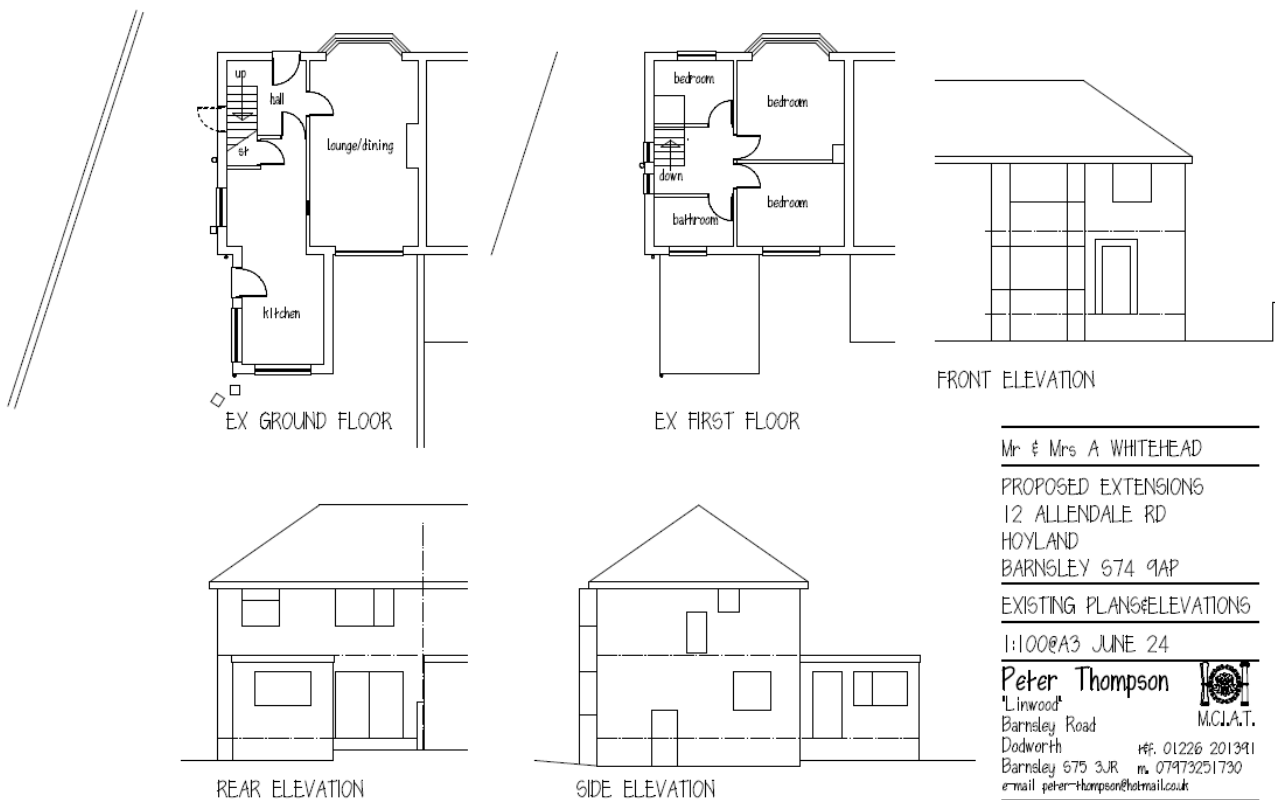 up
hall
st
lounge/dining
kitchen
EX GROUND FLOOR
bedroom
bedroom
down
bathroom
bedroom
EX FIRST FLOOR
FRONT ELEVATION
REAR ELEVATION
SIDE ELEVATION
Mr & Mrs A WHITEHEAD
PROPOSED EXTENSIONS
12 ALLENDALE RD
HOYLAND
BARNSLEY S74 9AP
EXISTING PLANS&ELEVATIONS
1:100@A3 JUNE 24
Peter Thompson
"Linwood"
Barnsley Road
M.C.I.A.T.
Dodworth tef. 01226 201391
Barnsley S75 3JR m. 07973251730
e-mail peter-thompson@hotmail.co.uk